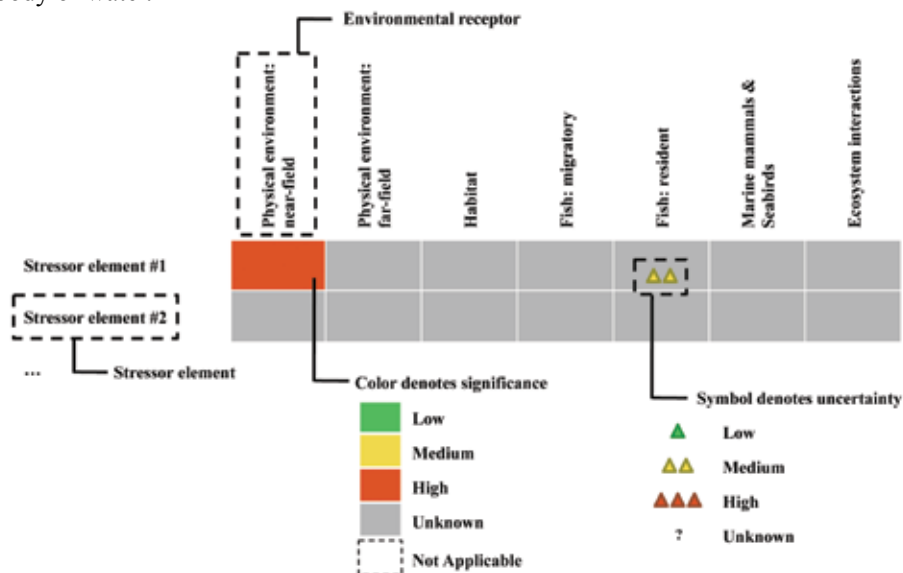 Environmental receptor
Physical environment:
near-field
Physical environment:
far-field
Habitat
Fish: migratory
Fish: resident
Marine mammals &
Seabirds
Ecosystem interactions
Stressor element #1
Stressor element #2
...
Stressor element
Color denotes significance
Low
Medium
High
Unknown
Not Applicable
Symbol denotes uncertainty
Low
Medium
High
?
Unknown